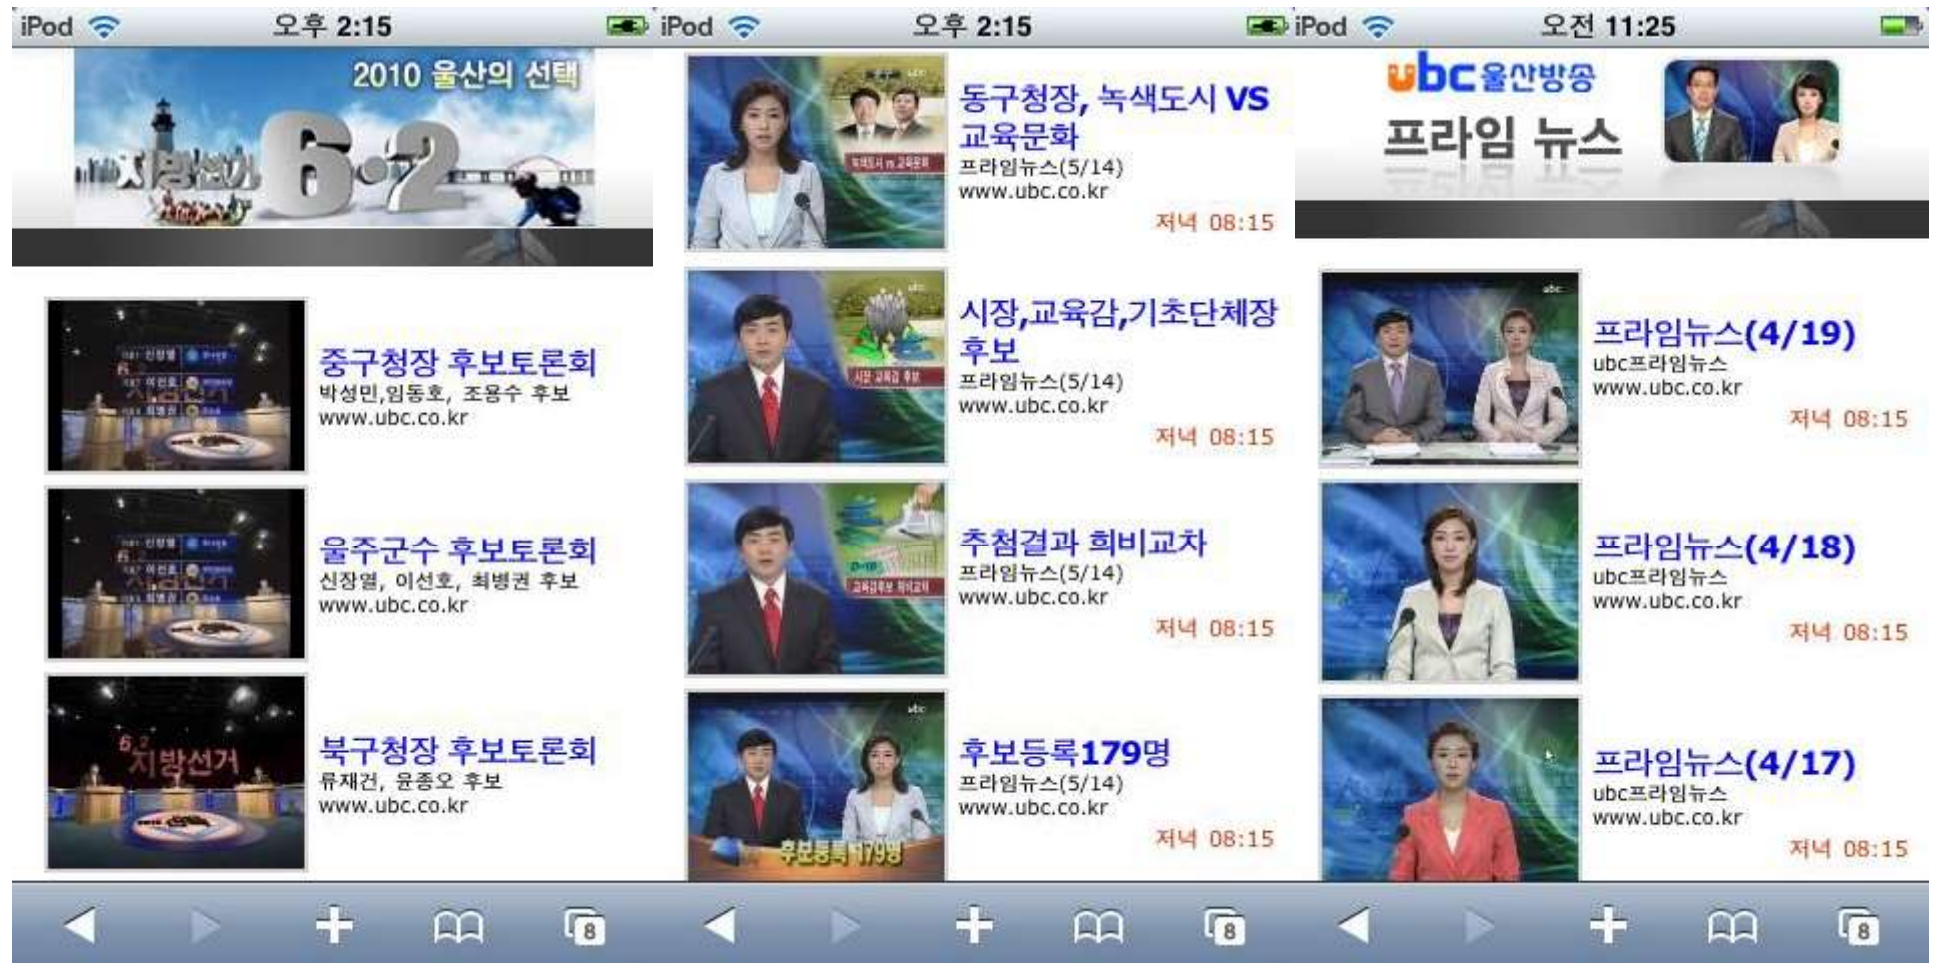 iPod
오후 2:15
2010 울산의 선택
지방선거
6·2
중구청장 후보토론회
박성민,임동호, 조용수 후보
www.ubc.co.kr
울주군수 후보토론회
신장열, 이선호, 최병권 후보
www.ubc.co.kr
6 2
지방선거
북구청장 후보토론회
류재건, 윤종오 후보
www.ubc.co.kr
8
iPod
오후 2:15
ubc
동구청장, 녹색도시 VS
교육문화
프라임뉴스(5/14)
www.ubc.co.kr
저녁 08:15
ubc
시장,교육감,기초단체장
후보
프라임뉴스(5/14)
www.ubc.co.kr
저녁 08:15
추첨결과 희비교차
프라임뉴스(5/14)
www.ubc.co.kr
저녁 08:15
ubc
후보등록 179명
후보등록179명
프라임뉴스(5/14)
www.ubc.co.kr
저녁 08:15
8
iPod
오전 11:25
ubc울산방송
프라임 뉴스
ubc
프라임뉴스(4/19)
ubc프라임뉴스
www.ubc.co.kr
저녁 08:15
프라임뉴스(4/18)
ubc프라임뉴스
www.ubc.co.kr
저녁 08:15
프라임뉴스(4/17)
ubc프라임뉴스
www.ubc.co.kr
저녁 08:15
8